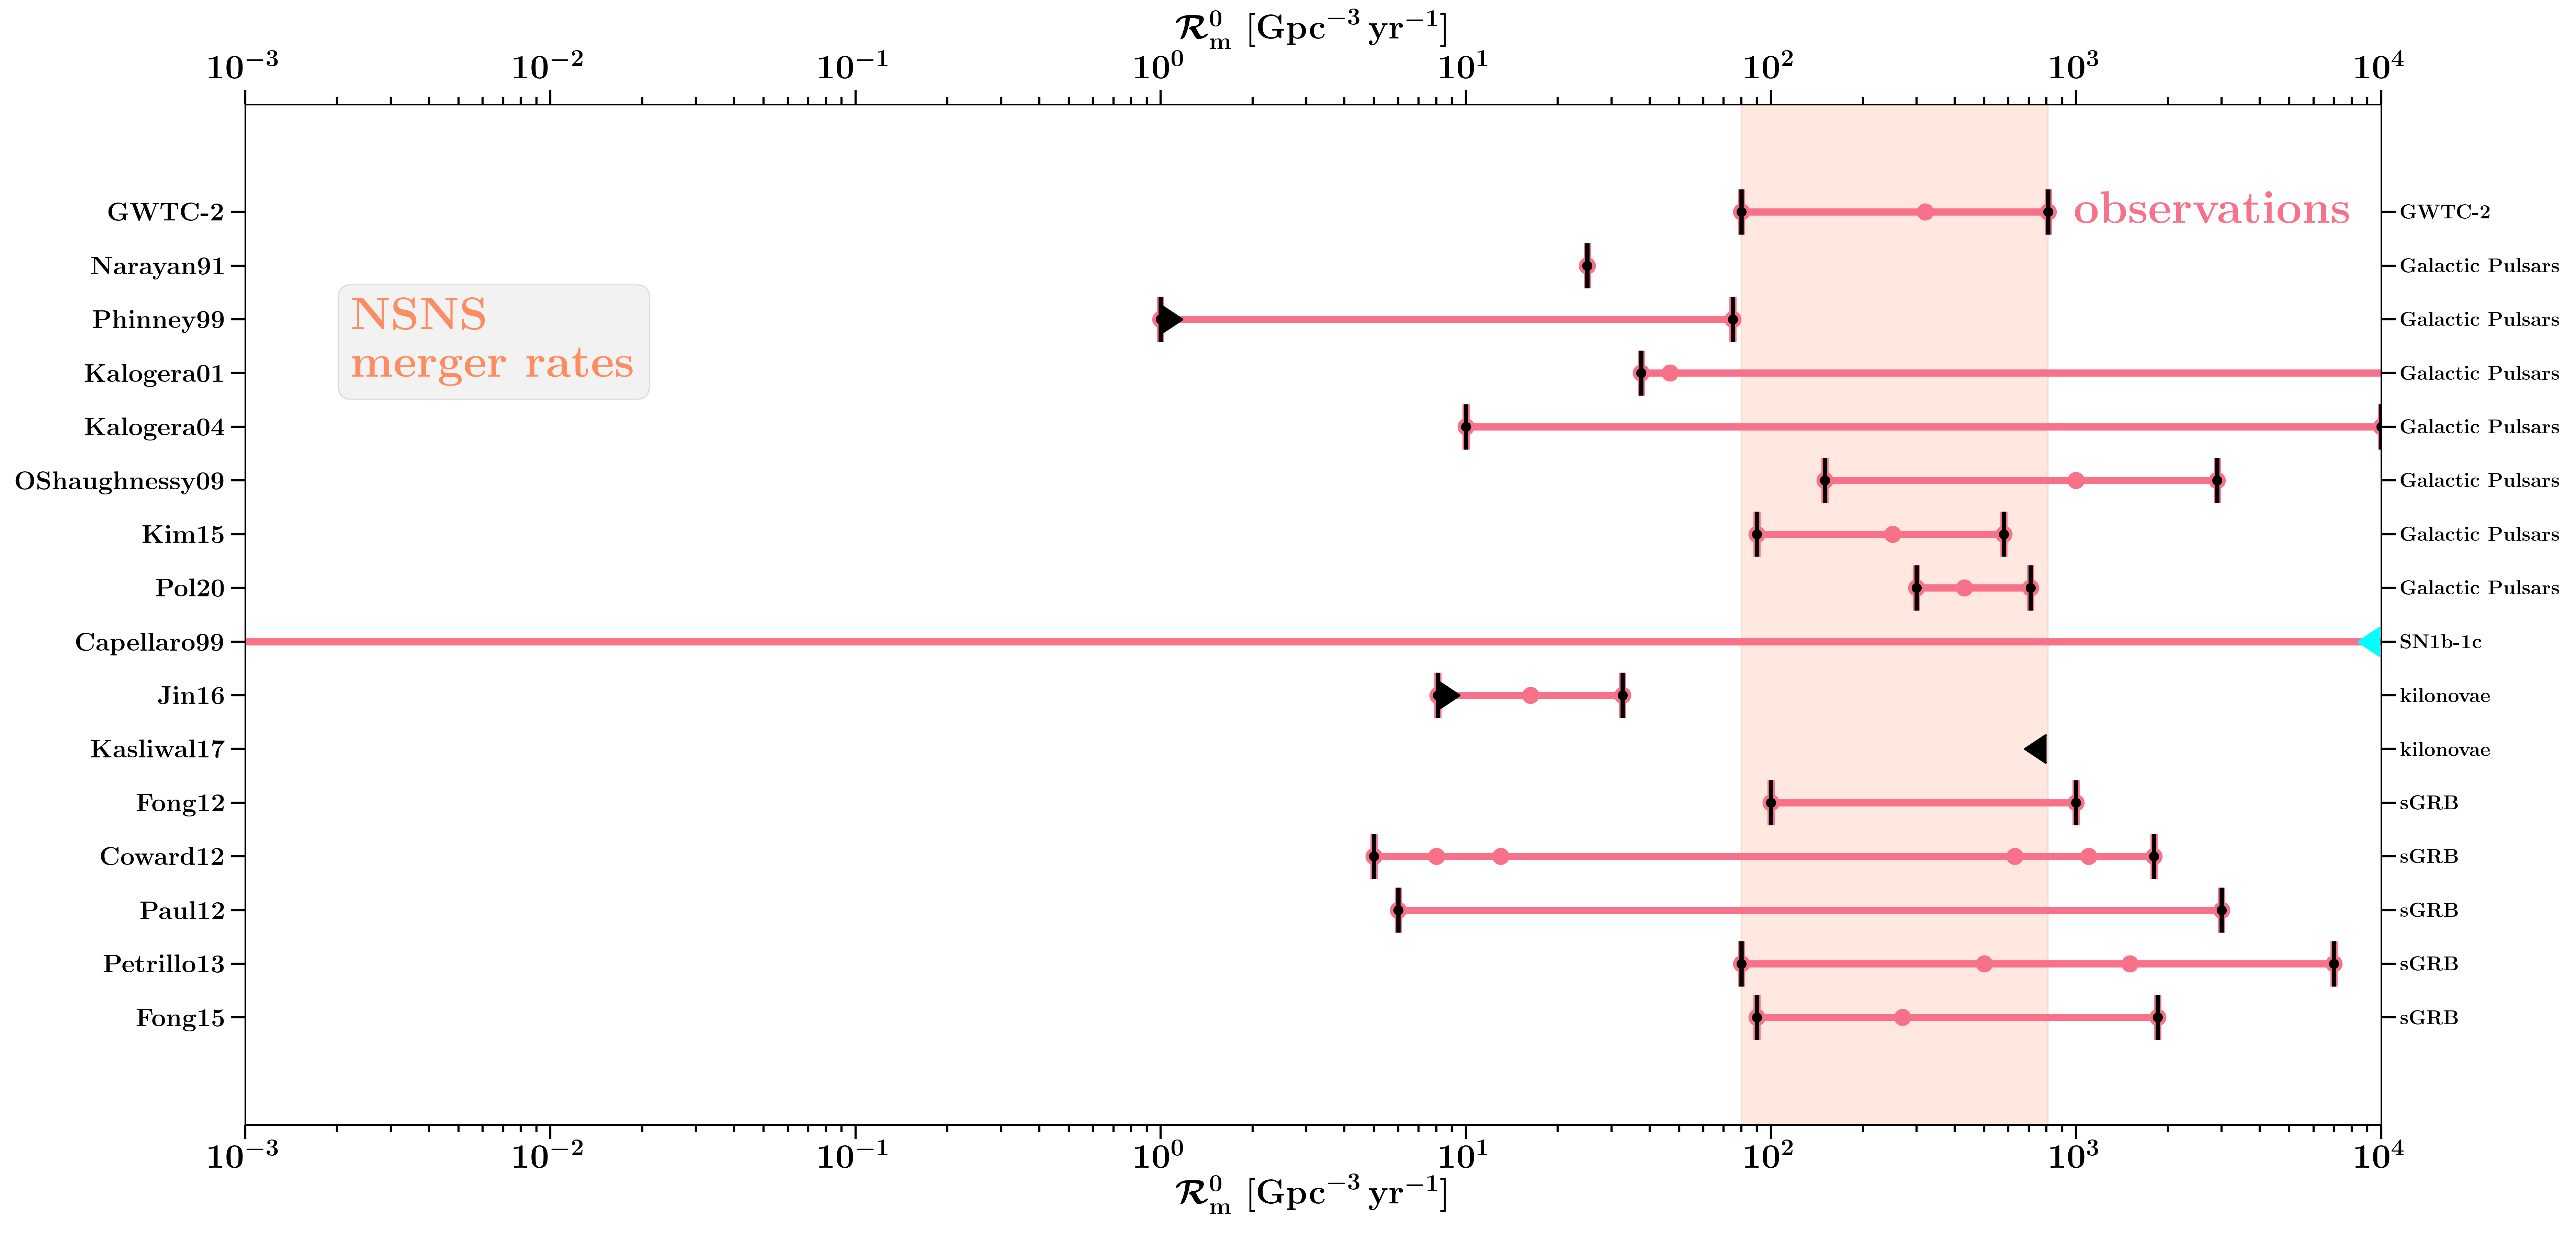 ℛ⁰ₘ [Gpc⁻³ yr⁻¹]
10⁻³ 10⁻² 10⁻¹ 10⁰ 10¹ 10² 10³ 10⁴
GWTC-2 observations GWTC-2
Narayan91 Galactic Pulsars
NSNS
Phinney99 Galactic Pulsars
merger rates
Kalogera01 Galactic Pulsars
Kalogera04 Galactic Pulsars
OShaughnessy09 Galactic Pulsars
Kim15 Galactic Pulsars
Pol20 Galactic Pulsars
Capellaro99 SN1b-1c
Jin16 kilonovae
Kasliwal17 kilonovae
Fong12 sGRB
Coward12 sGRB
Paul12 sGRB
Petrillo13 sGRB
Fong15 sGRB
10⁻³ 10⁻² 10⁻¹ 10⁰ 10¹ 10² 10³ 10⁴
ℛ⁰ₘ [Gpc⁻³ yr⁻¹]